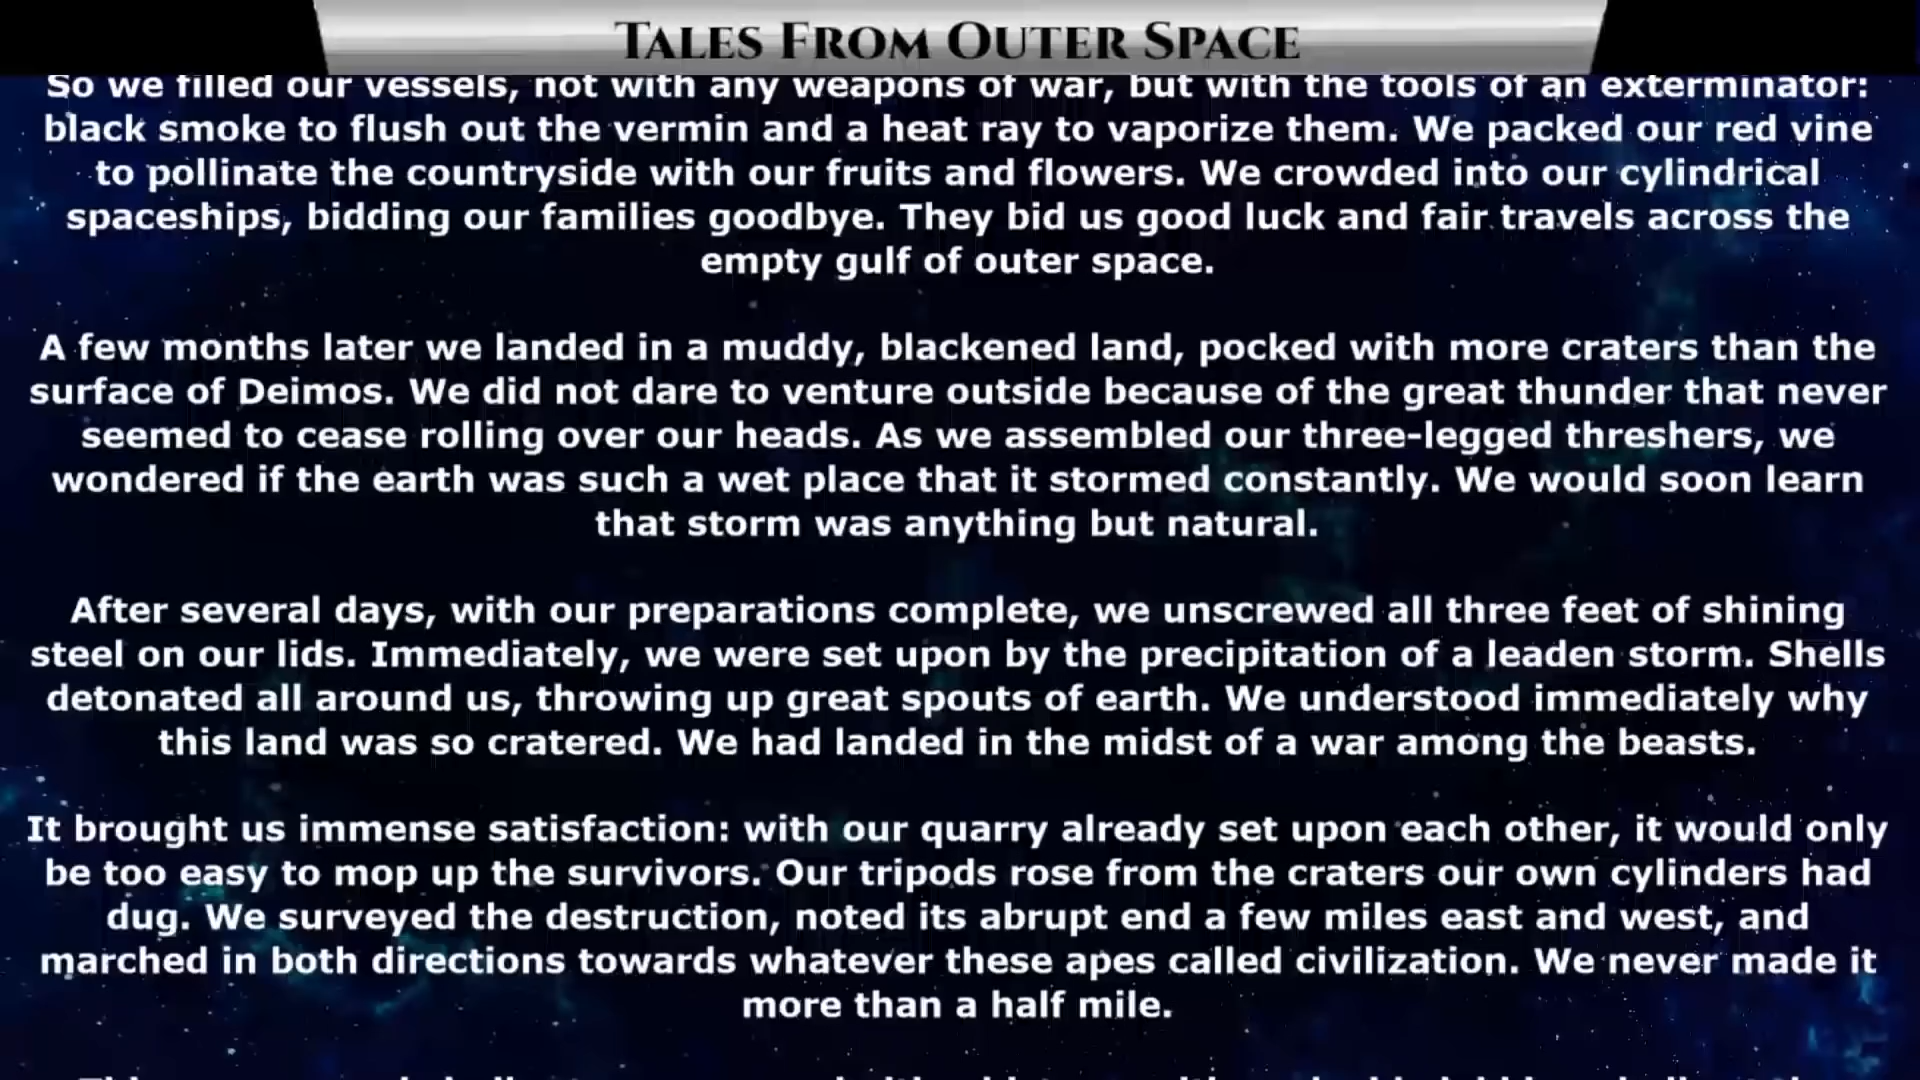 TALES FROM OUTER SPACE
So we filled our vessels, not with any weapons of war, but with the tools of an exterminator:
black smoke to flush out the vermin and a heat ray to vaporize them. We packed our red vine
to pollinate the countryside with our fruits and flowers. We crowded into our cylindrical
spaceships, bidding our families goodbye. They bid us good luck and fair travels across the
empty gulf of outer space.
A few months later we landed in a muddy, blackened land, pocked with more craters than the
surface of Deimos. We did not dare to venture outside because of the great thunder that never
seemed to cease rolling over our heads. As we assembled our three-legged threshers, we
wondered if the earth was such a wet place that it stormed constantly. We would soon learn
that storm was anything but natural.
After several days, with our preparations complete, we unscrewed all three feet of shining
steel on our lids. Immediately, we were set upon by the precipitation of a leaden storm. Shells
detonated all around us, throwing up great spouts of earth. We understood immediately why
this land was so cratered. We had landed in the midst of a war among the beasts.
It brought us immense satisfaction: with our quarry already set upon each other, it would only
be too easy to mop up the survivors. Our tripods rose from the craters our own cylinders had
dug. We surveyed the destruction, noted its abrupt end a few miles east and west, and
marched in both directions towards whatever these apes called civilization. We never made it
more than a half mile.